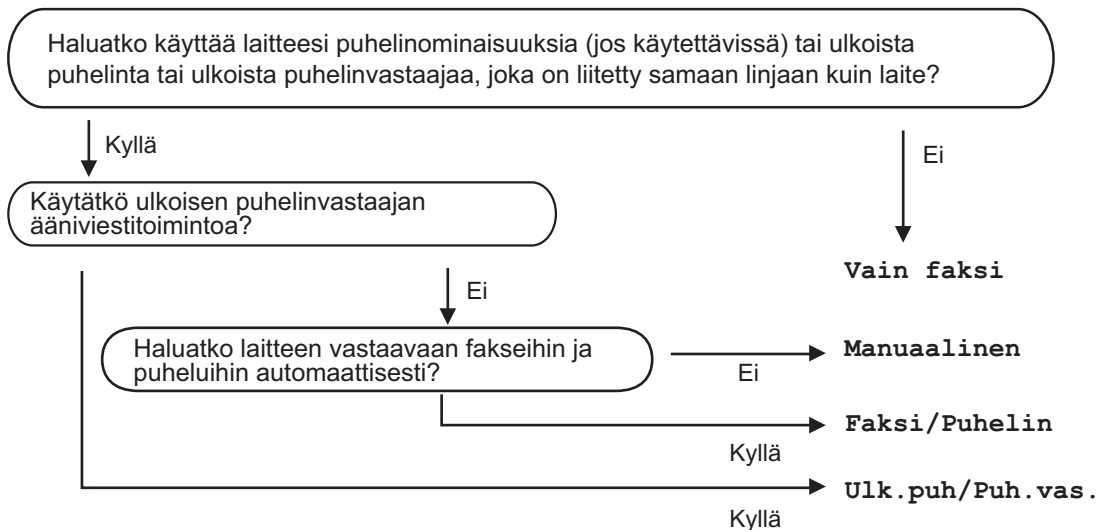 Haluatko käyttää laitteesi puhelinominaisuuksia (jos käytettävissä) tai ulkoista
puhelinta tai ulkoista puhelinvastaajaa, joka on liitetty samaan linjaan kuin laite?
Kyllä
Ei
Käytätkö ulkoisen puhelinvastaajan
ääniviestitoimintoa?
Vain faksi
Ei
Haluatko laitteen vastaavaan fakseihin ja
puheluihin automaattisesti?
Manuaalinen
Ei
Faksi/Puhelin
Kyllä
Ulk.puh/Puh.vas.
Kyllä